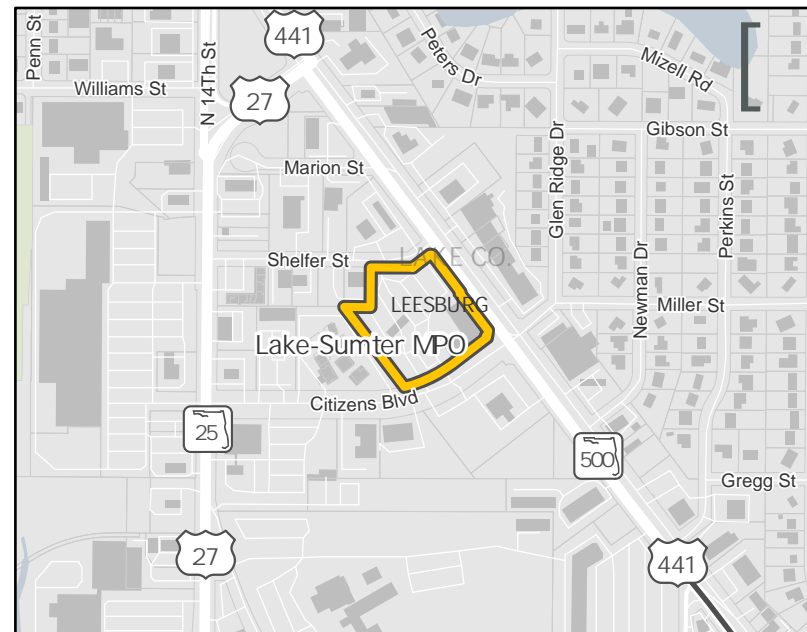 Penn St
N 14Th St
441
Peters Dr
Mizell Rd
Williams St
27
Gibson St
Marion St
Glen Ridge Dr
Perkins St
Shelfer St
LAKE CO.
Newman Dr
LEESBURG
Miller St
Lake-Sumter MPO
Citizens Blvd
25
500
Gregg St
27
441